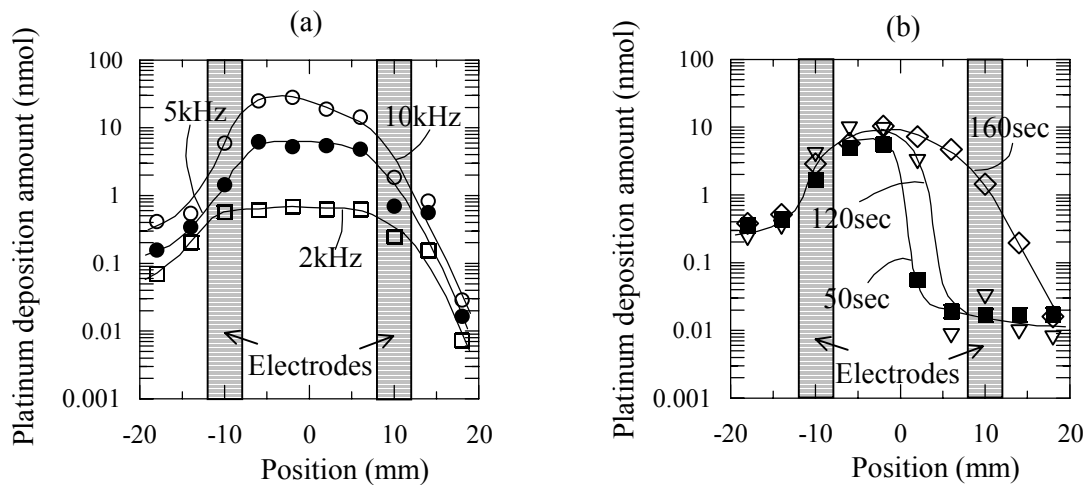 (a)
Platinum deposition amount (nmol)
100
10
1
0.1
0.01
0.001
5kHz
10kHz
2kHz
Electrodes
-20 -10 0 10 20
Position (mm)
(b)
Platinum deposition amount (nmol)
100
10
1
0.1
0.01
0.001
160sec
120sec
50sec
Electrodes
-20 -10 0 10 20
Position (mm)